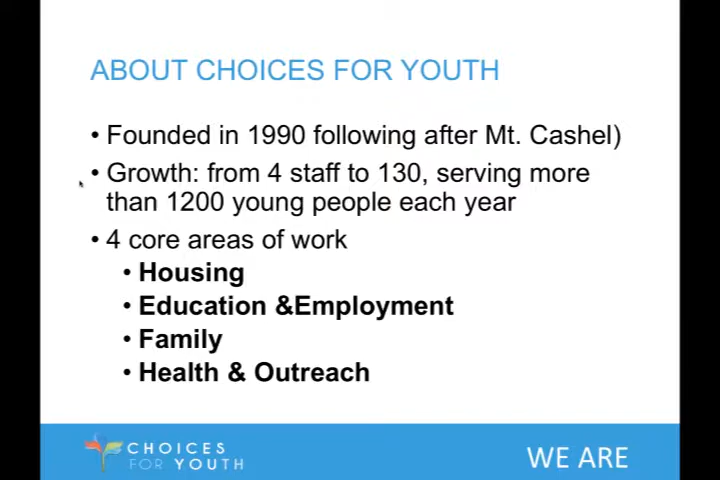 ABOUT CHOICES FOR YOUTH
• Founded in 1990 following after Mt. Cashel)
• Growth: from 4 staff to 130, serving more
than 1200 young people each year
• 4 core areas of work
• Housing
• Education &Employment
• Family
• Health & Outreach
CHOICES
FOR YOUTH
WE ARE